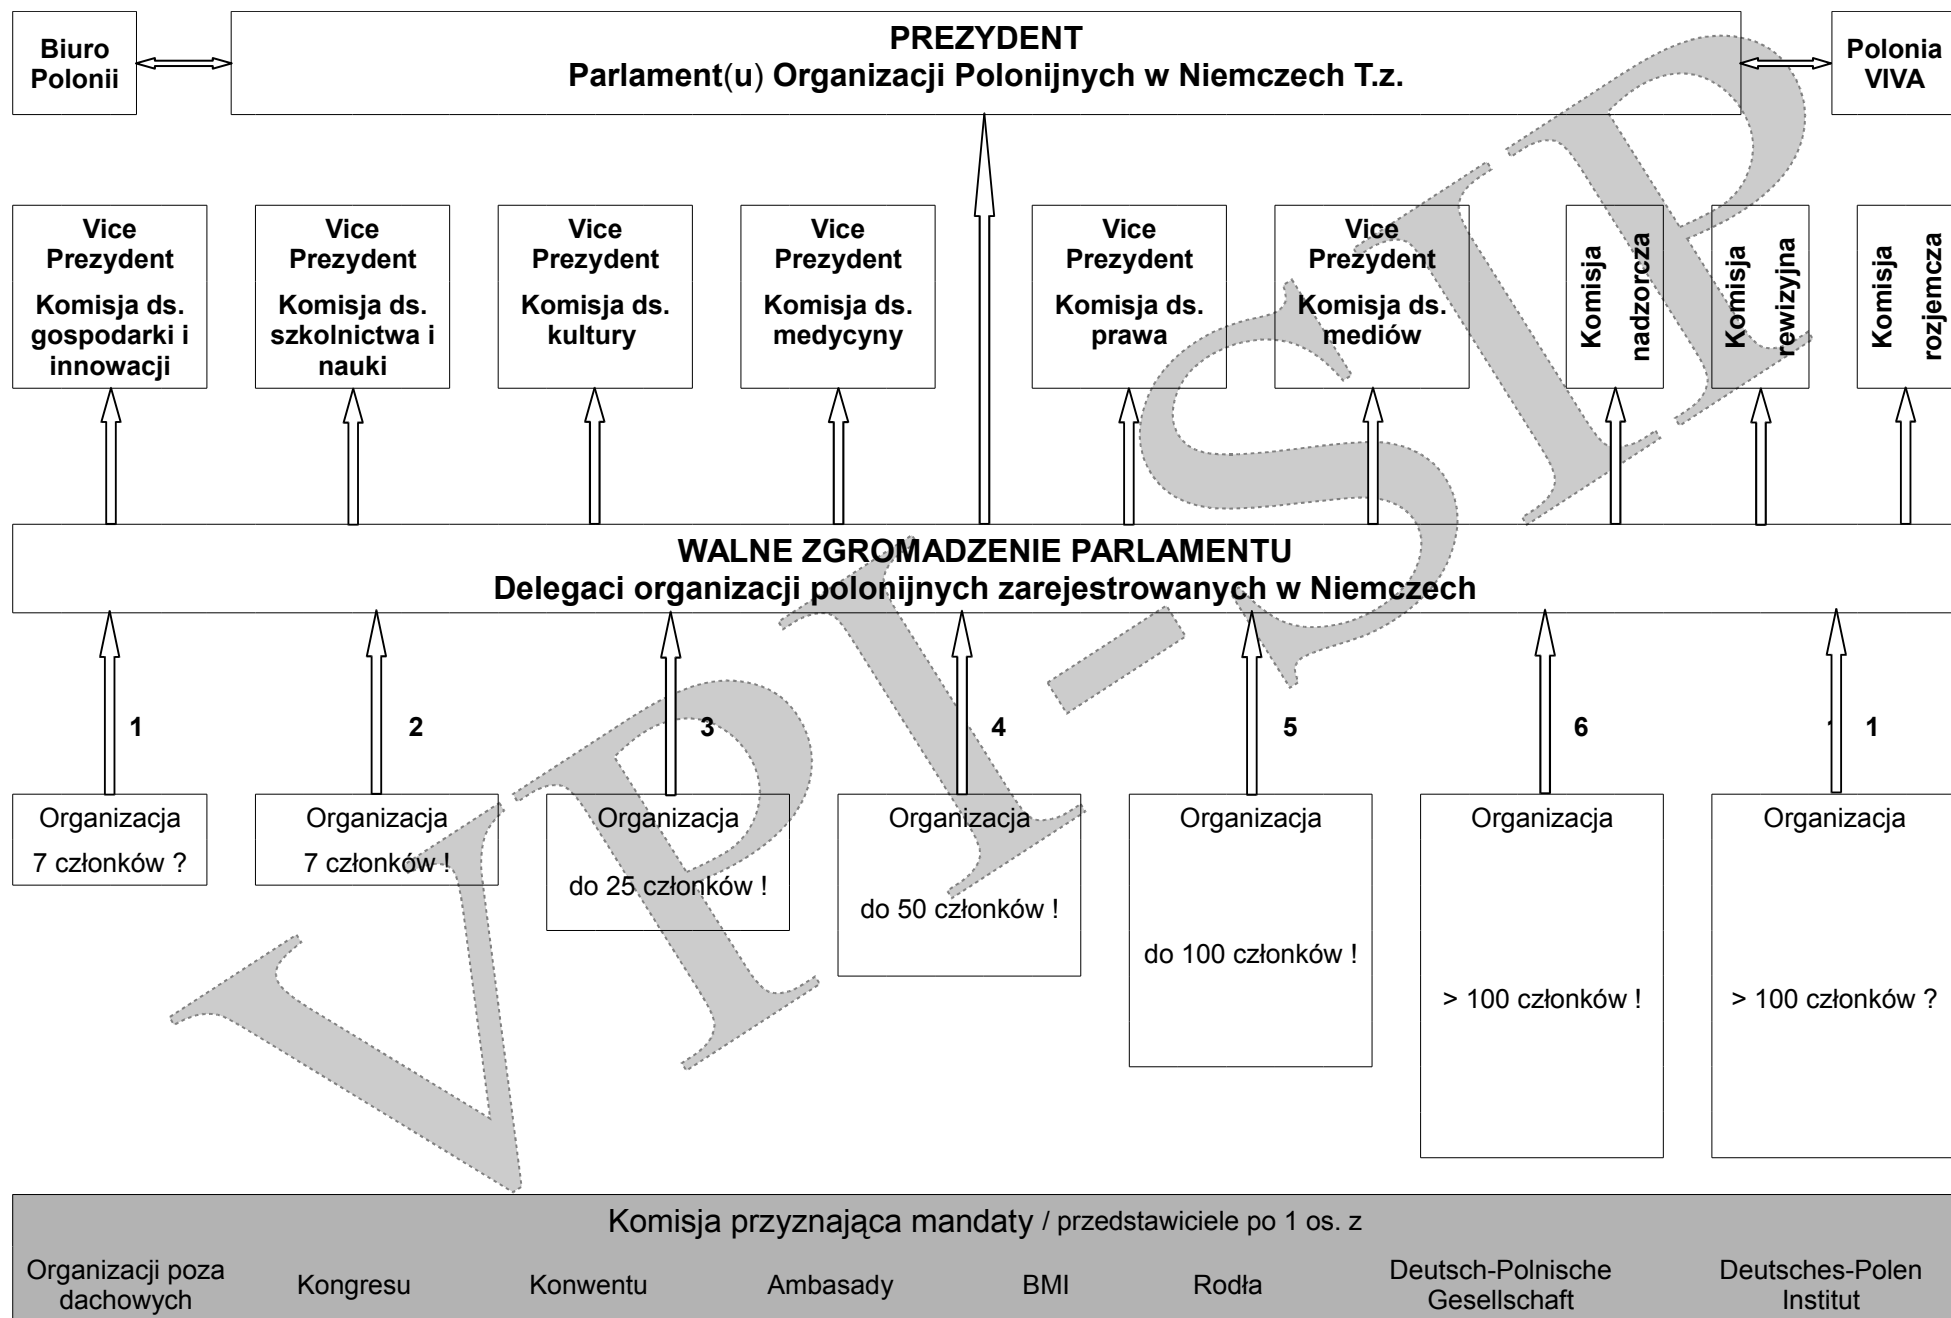 Biuro
Polonii
PREZYDENT
Parlament(u) Organizacji Polonijnych w Niemczech T.z.
Polonia
VIVA
Vice
Prezydent
Komisja ds.
gospodarki i
innowacji
Vice
Prezydent
Komisja ds.
szkolnictwa i
nauki
Vice
Prezydent
Komisja ds.
kultury
Vice
Prezydent
Komisja ds.
medycyny
Vice
Prezydent
Komisja ds.
prawa
Vice
Prezydent
Komisja ds.
mediów
Komisja
nadzorcza
Komisja
rewizyjna
Komisja
rozjemcza
WALNE ZGROMADZENIE PARLAMENTU
Delegaci organizacji polonijnych zarejestrowanych w Niemczech
1
2
3
4
5
6
1
Organizacja
7 członków ?
Organizacja
7 członków !
Organizacja
do 25 członków !
Organizacja
do 50 członków !
Organizacja
do 100 członków !
Organizacja
> 100 członków !
Organizacja
> 100 członków ?
VPI-SIP
Komisja przyznająca mandaty / przedstawiciele po 1 os. z
Organizacji poza
dachowych
Kongresu
Konwentu
Ambasady
BMI
Rodła
Deutsch-Polnische
Gesellschaft
Deutsches-Polen
Institut